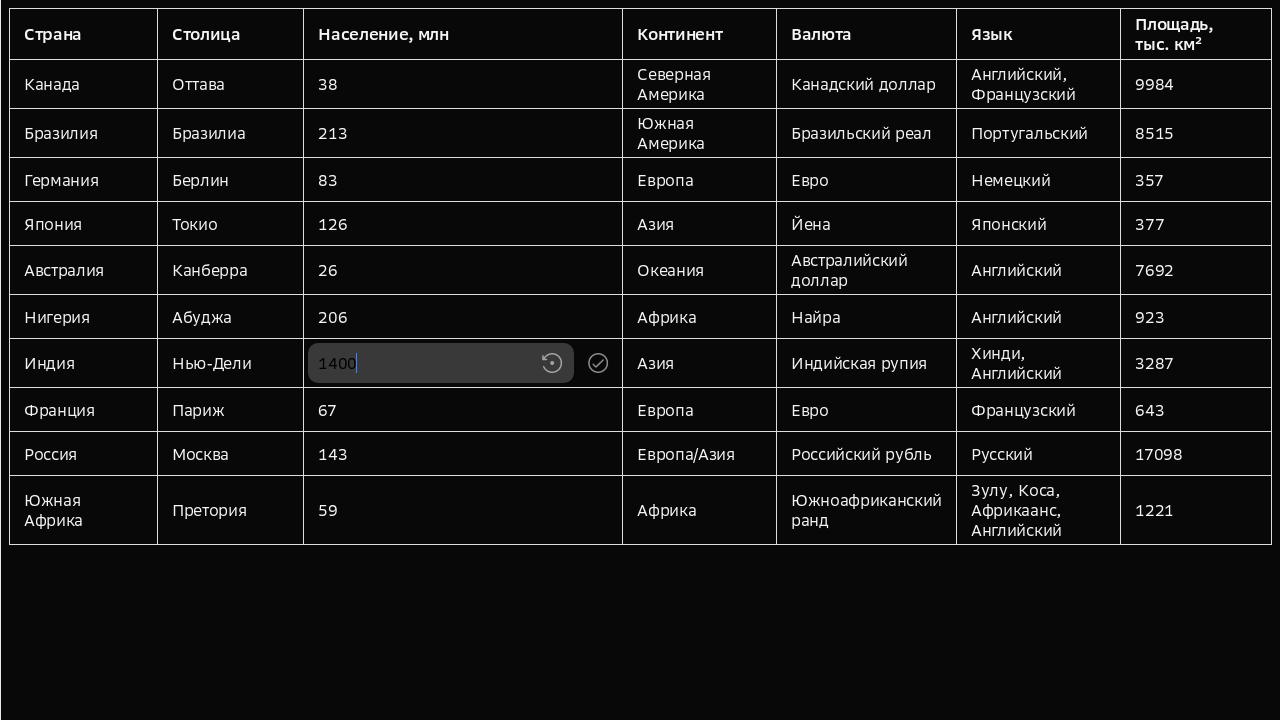 Страна Столица Население, млн Континент Валюта Язык Площадь, тыс. км²
Канада Оттава 38 Северная Америка Канадский доллар Английский, Французский 9984
Бразилия Бразилиа 213 Южная Америка Бразильский реал Португальский 8515
Германия Берлин 83 Европа Евро Немецкий 357
Япония Токио 126 Азия Йена Японский 377
Австралия Канберра 26 Океания Австралийский доллар Английский 7692
Нигерия Абуджа 206 Африка Найра Английский 923
Индия Нью-Дели 1400 Азия Индийская рупия Хинди, Английский 3287
Франция Париж 67 Европа Евро Французский 643
Россия Москва 143 Европа/Азия Российский рубль Русский 17098
Южная Африка Претория 59 Африка Южноафриканский ранд Зулу, Коса, Африкаанс, Английский 1221